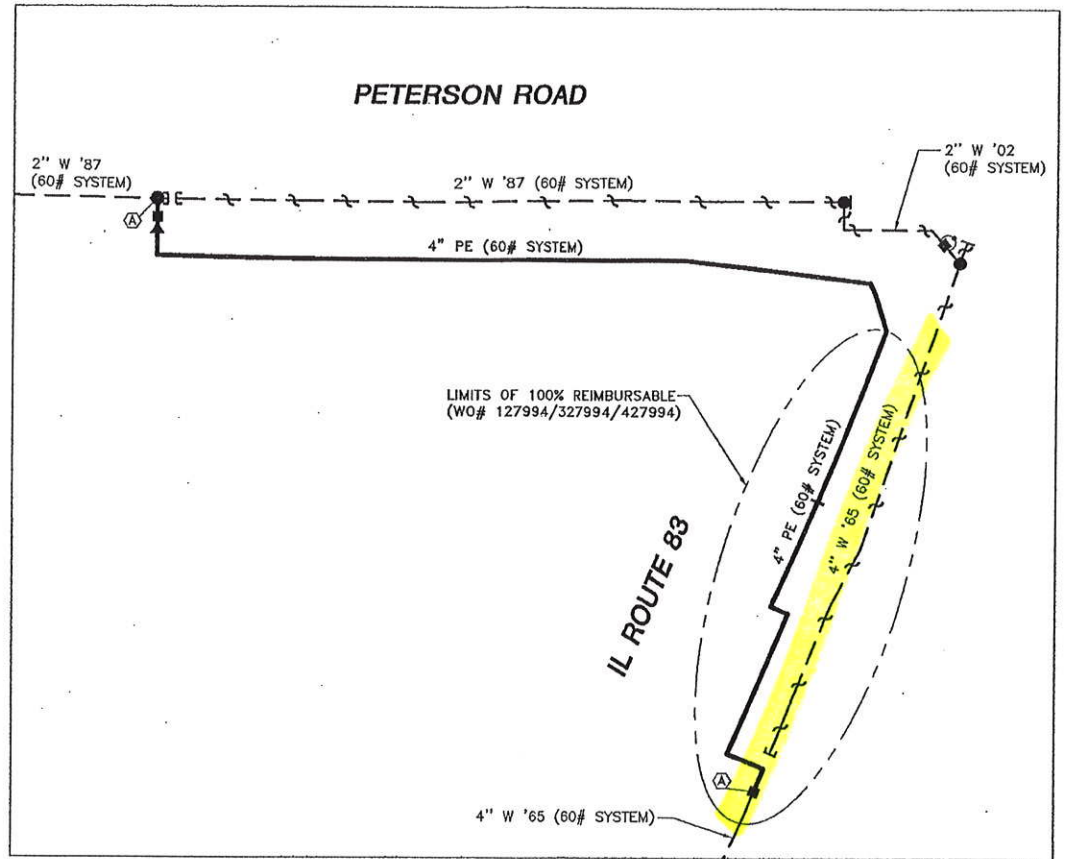 PETERSON ROAD
2" W '87
(60# SYSTEM)
2" W '87 (60# SYSTEM)
2" W '02
(60# SYSTEM)
A
4" PE (60# SYSTEM)
LIMITS OF 100% REIMBURSABLE
(WO# 127994/327994/427994)
4" PE (60# SYSTEM)
4" W '65 (60# SYSTEM)
IL ROUTE 83
A
4" W '65 (60# SYSTEM)